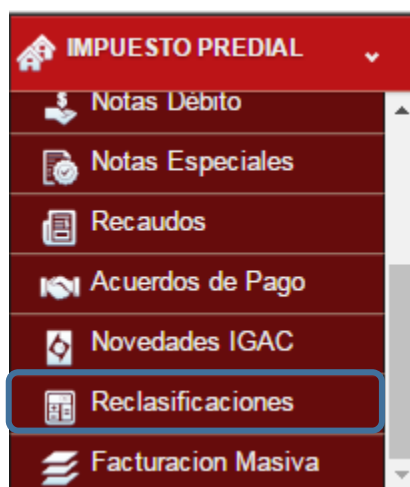 IMPUESTO PREDIAL
Notas Débito
Notas Especiales
Recaudos
Acuerdos de Pago
Novedades IGAC
Reclasificaciones
Facturacion Masiva